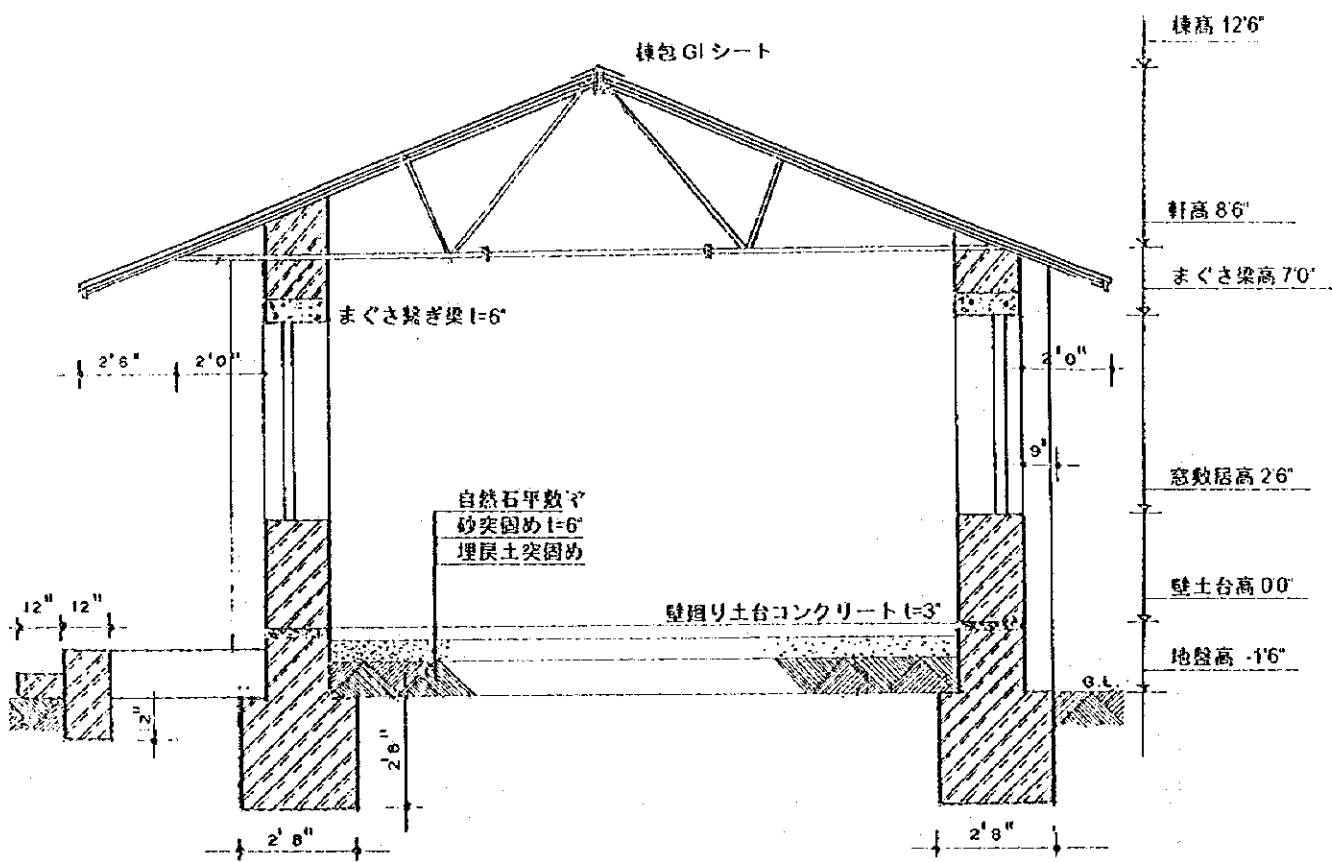 棟高 12'6"
棟包 GI シート
軒高 8'6"
まぐさ梁高 7'0"
まぐさ繋ぎ梁 t=6"
2'6"
2'0"
2'0"
9"
窓敷居高 2'6"
自然石平敷マ
砂突固め t=6"
埋戻土突固め
壁土台高 0'0"
12"
12"
壁廻り土台コンクリート t=3"
地盤高 -1'6"
G.L.
12"
2'6"
2'8"
2'8"